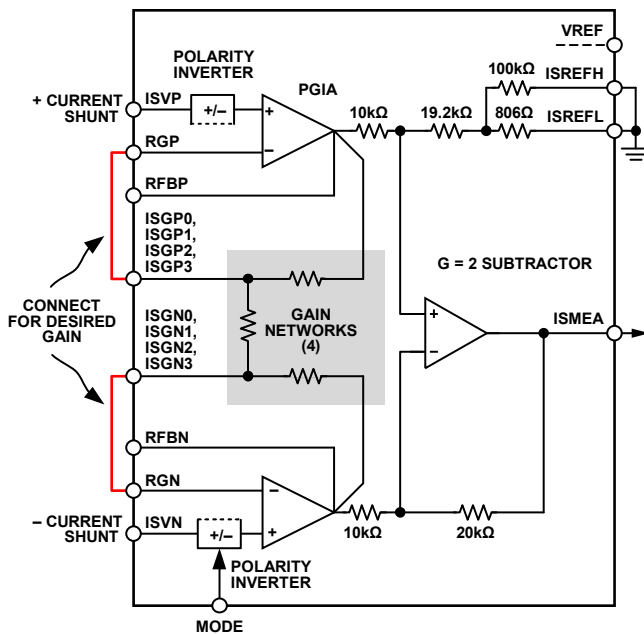 VREF
POLARITY
INVERTER
100kΩ
ISREFH
+ CURRENT
SHUNT
ISVP
+/–
+
PGIA
10kΩ
19.2kΩ
806Ω
ISREFL
RGP
–
RFBP
ISGP0,
ISGP1,
ISGP2,
ISGP3
G = 2 SUBTRACTOR
CONNECT
FOR DESIRED
GAIN
GAIN
NETWORKS
(4)
+
–
ISMEA
ISGN0,
ISGN1,
ISGN2,
ISGN3
RFBN
RGN
–
– CURRENT
SHUNT
ISVN
+/–
+
10kΩ
20kΩ
POLARITY
INVERTER
MODE